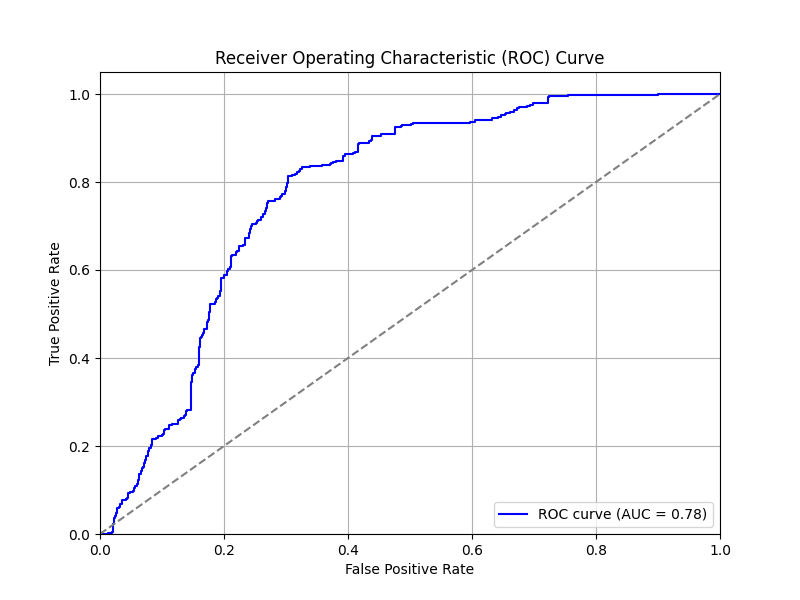 Receiver Operating Characteristic (ROC) Curve
1.0
0.8
0.6
0.4
0.2
0.0
True Positive Rate
ROC curve (AUC = 0.78)
0.0 0.2 0.4 0.6 0.8 1.0
False Positive Rate